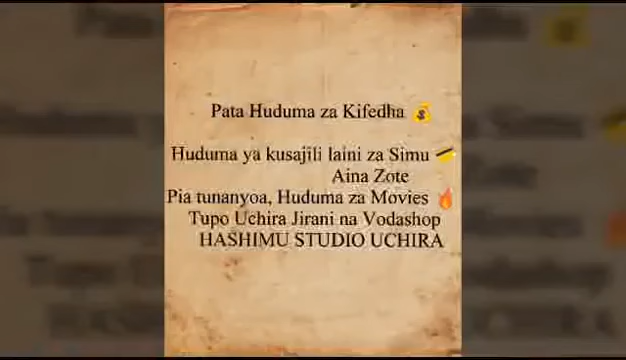 Pata Huduma za Kifedha 💰
Huduma ya kusajili laini za Simu 💳
Aina Zote
Pia tunanyoa, Huduma za Movies 🔥
Tupo Uchira Jirani na Vodashop
HASHIMU STUDIO UCHIRA